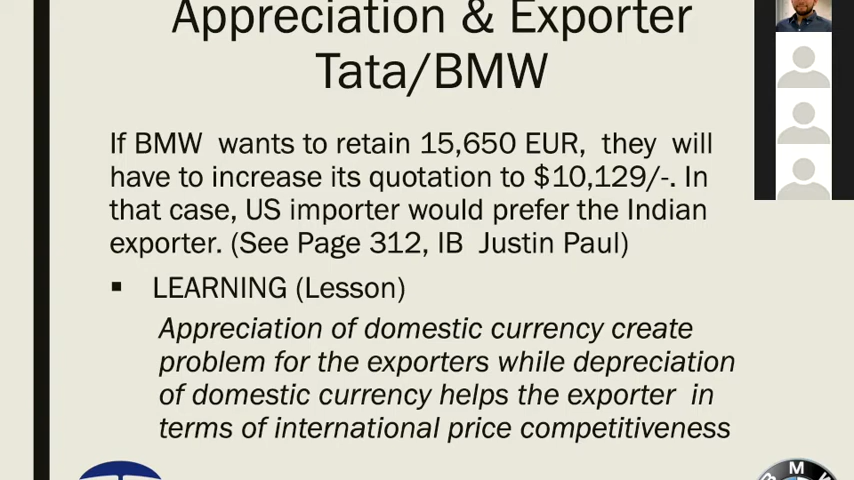 Appreciation & Exporter
Tata/BMW
If BMW wants to retain 15,650 EUR, they will
have to increase its quotation to $10,129/-. In
that case, US importer would prefer the Indian
exporter. (See Page 312, IB Justin Paul)
▪ LEARNING (Lesson)
Appreciation of domestic currency create
problem for the exporters while depreciation
of domestic currency helps the exporter in
terms of international price competitiveness
BMW